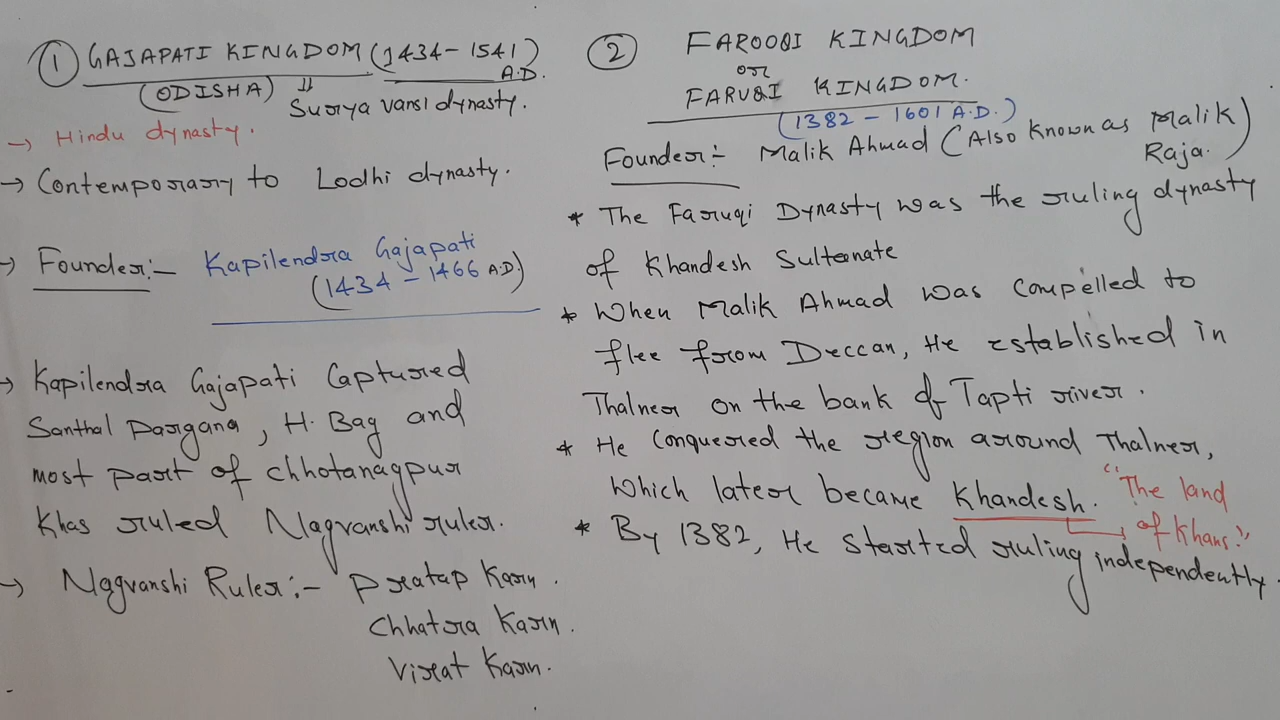 ① GAJAPATI KINGDOM (1434 - 1541) A.D.
(ODISHA) ⇓ Surya vansi dynasty.
→ Hindu dynasty.
→ Contemporary to Lodhi dynasty.
→ Founder:- Kapilendra Gajapati
(1434 - 1466 A.D.)
→ Kapilendra Gajapati Captured
Santhal Pargana, H. Bag and
most part of chhotanagpur
khas ruled Nagvanshi ruler.
→ Nagvanshi Ruler:- Pratap Karn.
Chhatra Karn.
Virat Karn.
② FAROOQI KINGDOM
or
FARUQI KINGDOM.
(1382 - 1601 A.D.)
Founder:- Malik Ahmad (Also known as Malik
Raja.)
* The Faruqi Dynasty was the ruling dynasty
of Khandesh Sultanate
* When Malik Ahmad was compelled to
flee from Deccan, He established in
Thalner on the bank of Tapti river.
* He conquered the region around Thalner,
Which later became Khandesh. "The land
of Khans."
* By 1382, He started ruling independently.